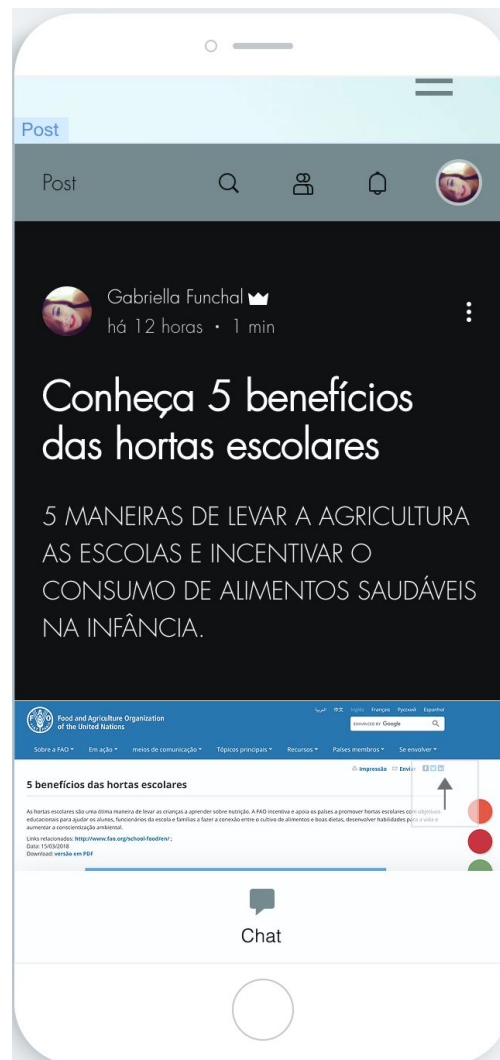 Post
Post
Gabriella Funchal
há 12 horas • 1 min
Conheça 5 benefícios
das hortas escolares
5 MANEIRAS DE LEVAR A AGRICULTURA
AS ESCOLAS E INCENTIVAR O
CONSUMO DE ALIMENTOS SAUDÁVEIS
NA INFÂNCIA.
العربية 中文 Inglês Français Русский Espanhol
Food and Agriculture Organization
of the United Nations
ENHANCED BY Google
Sobre a FAO Em ação meios de comunicação Tópicos principais Recursos Países membros Se envolver
Impressão Enviar
5 benefícios das hortas escolares
As hortas escolares são uma ótima maneira de levar as crianças a aprender sobre nutrição. A FAO incentiva e apoia os países a promover hortas escolares com objetivos
educacionais para ajudar os alunos, funcionários da escola e famílias a fazer a conexão entre o cultivo de alimentos e boas dietas, desenvolver habilidades para a vida e
aumentar a conscientização ambiental.
Links relacionados: http://www.fao.org/school-food/en/ ;
Data: 15/03/2018
Download: versão em PDF
Chat